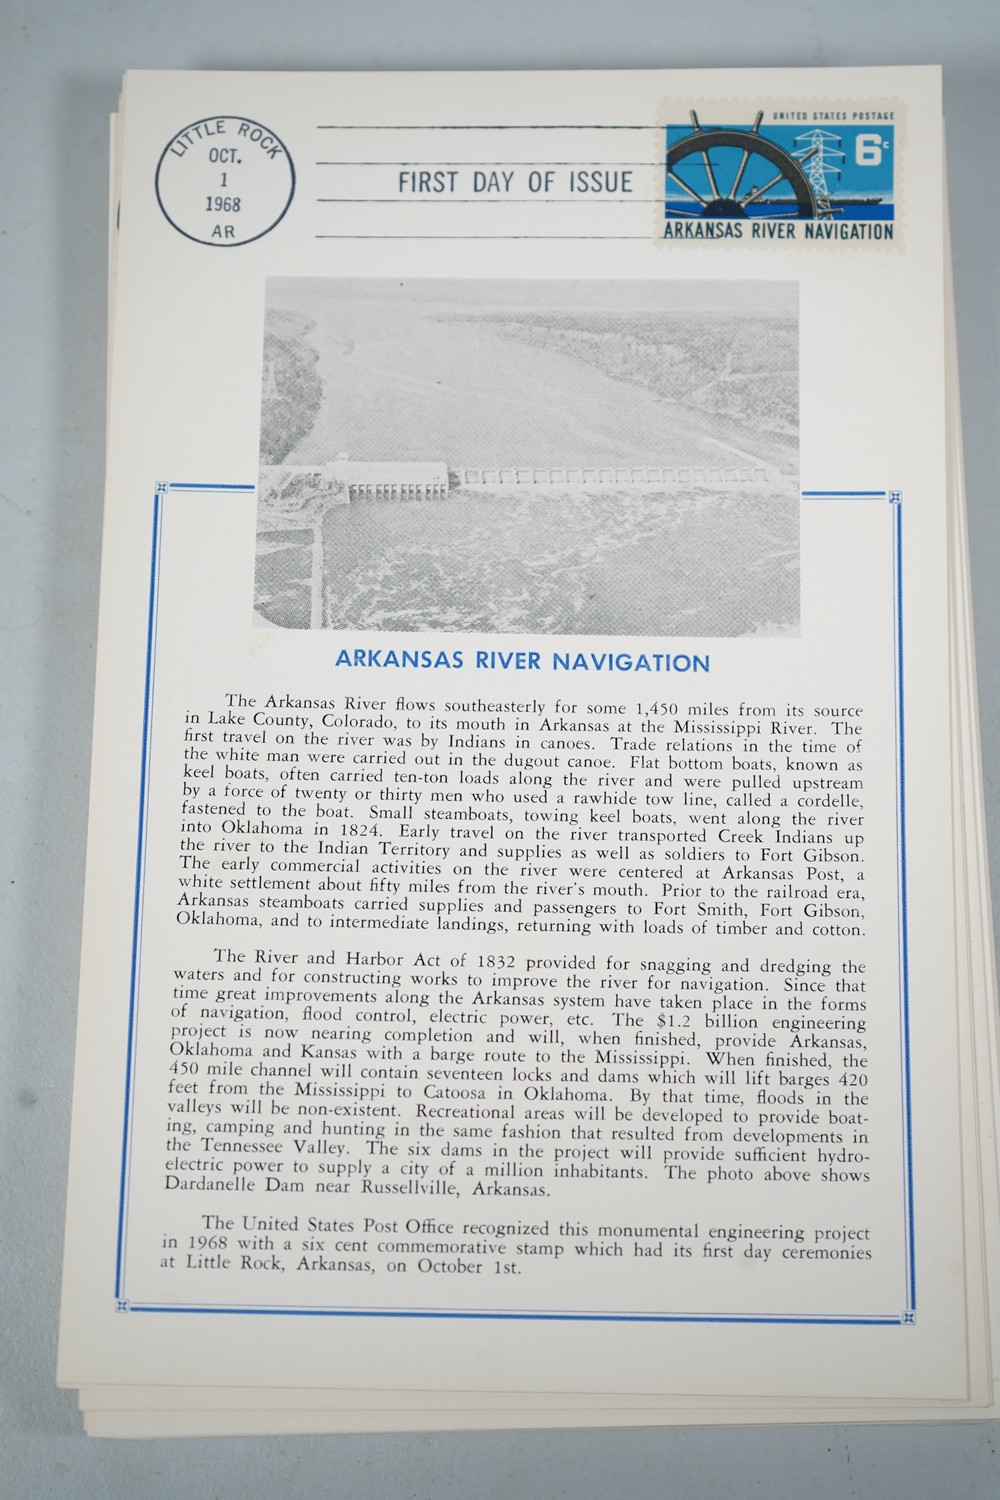 LITTLE ROCK
OCT.
1
1968
AR
FIRST DAY OF ISSUE
UNITED STATES POSTAGE
6c
ARKANSAS RIVER NAVIGATION
ARKANSAS RIVER NAVIGATION
The Arkansas River flows southeasterly for some 1,450 miles from its source
in Lake County, Colorado, to its mouth in Arkansas at the Mississippi River. The
first travel on the river was by Indians in canoes. Trade relations in the time of
the white man were carried out in the dugout canoe. Flat bottom boats, known as
keel boats, often carried ten-ton loads along the river and were pulled upstream
by a force of twenty or thirty men who used a rawhide tow line, called a cordelle,
fastened to the boat. Small steamboats, towing keel boats, went along the river
into Oklahoma in 1824. Early travel on the river transported Creek Indians up
the river to the Indian Territory and supplies as well as soldiers to Fort Gibson.
The early commercial activities on the river were centered at Arkansas Post, a
white settlement about fifty miles from the river's mouth. Prior to the railroad era,
Arkansas steamboats carried supplies and passengers to Fort Smith, Fort Gibson,
Oklahoma, and to intermediate landings, returning with loads of timber and cotton.
The River and Harbor Act of 1832 provided for snagging and dredging the
waters and for constructing works to improve the river for navigation. Since that
time great improvements along the Arkansas system have taken place in the forms
of navigation, flood control, electric power, etc. The $1.2 billion engineering
project is now nearing completion and will, when finished, provide Arkansas,
Oklahoma and Kansas with a barge route to the Mississippi. When finished, the
450 mile channel will contain seventeen locks and dams which will lift barges 420
feet from the Mississippi to Catoosa in Oklahoma. By that time, floods in the
valleys will be non-existent. Recreational areas will be developed to provide boat-
ing, camping and hunting in the same fashion that resulted from developments in
the Tennessee Valley. The six dams in the project will provide sufficient hydro-
electric power to supply a city of a million inhabitants. The photo above shows
Dardanelle Dam near Russellville, Arkansas.
The United States Post Office recognized this monumental engineering project
in 1968 with a six cent commemorative stamp which had its first day ceremonies
at Little Rock, Arkansas, on October 1st.